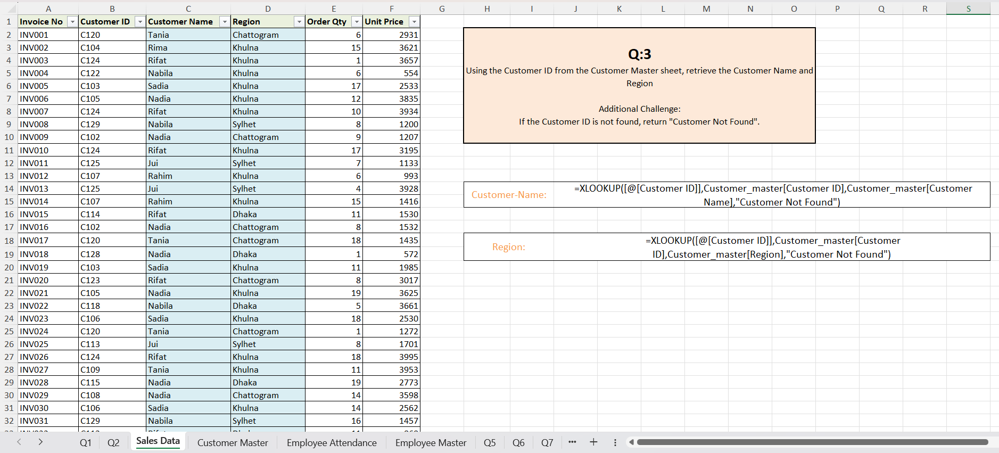 A B C D E F G H I J K L M N O P Q R S
1 Invoice No Customer ID Customer Name Region Order Qty Unit Price
2 INV001 C120 Tania Chattogram 6 2931
3 INV002 C104 Rima Khulna 15 3621
4 INV003 C124 Rifat Khulna 1 3657
5 INV004 C122 Nabila Khulna 6 554
6 INV005 C103 Sadia Khulna 17 2533
7 INV006 C105 Nadia Khulna 12 3835
8 INV007 C124 Rifat Khulna 10 3934
9 INV008 C129 Nabila Sylhet 8 1200
10 INV009 C102 Nadia Chattogram 9 1207
11 INV010 C124 Rifat Khulna 17 3195
12 INV011 C125 Jui Sylhet 7 1133
13 INV012 C107 Rahim Khulna 6 993
14 INV013 C125 Jui Sylhet 4 3928
15 INV014 C107 Rahim Khulna 15 1416
16 INV015 C114 Rifat Dhaka 11 1530
17 INV016 C102 Nadia Chattogram 8 1532
18 INV017 C120 Tania Chattogram 18 1435
19 INV018 C128 Nadia Dhaka 1 572
20 INV019 C103 Sadia Khulna 11 1985
21 INV020 C123 Rifat Chattogram 8 3017
22 INV021 C105 Nadia Khulna 19 3625
23 INV022 C118 Nabila Dhaka 5 3661
24 INV023 C106 Sadia Khulna 18 2530
25 INV024 C120 Tania Chattogram 1 1272
26 INV025 C113 Jui Sylhet 8 1701
27 INV026 C124 Rifat Khulna 18 3995
28 INV027 C109 Tania Khulna 11 3953
29 INV028 C115 Nadia Dhaka 19 2773
30 INV029 C108 Nadia Chattogram 14 3598
31 INV030 C106 Sadia Khulna 14 2562
32 INV031 C129 Nabila Sylhet 16 1457
Q:3
Using the Customer ID from the Customer Master sheet, retrieve the Customer Name and
Region
Additional Challenge:
If the Customer ID is not found, return "Customer Not Found".
Customer-Name:
=XLOOKUP([@[Customer ID]],Customer_master[Customer ID],Customer_master[Customer
Name],"Customer Not Found")
Region:
=XLOOKUP([@[Customer ID]],Customer_master[Customer
ID],Customer_master[Region],"Customer Not Found")
Q1 Q2 Sales Data Customer Master Employee Attendance Employee Master Q5 Q6 Q7